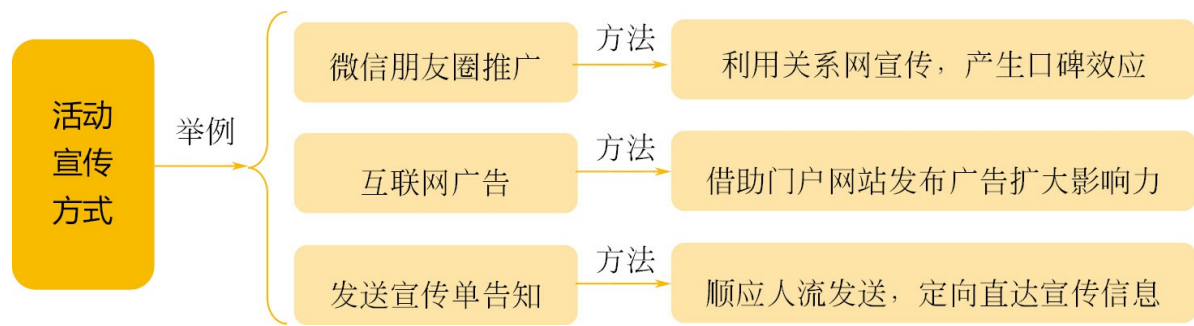 活动
宣传
方式
举例
微信朋友圈推广
方法
利用关系网宣传，产生口碑效应
互联网广告
方法
借助门户网站发布广告扩大影响力
发送宣传单告知
方法
顺应人流发送，定向直达宣传信息